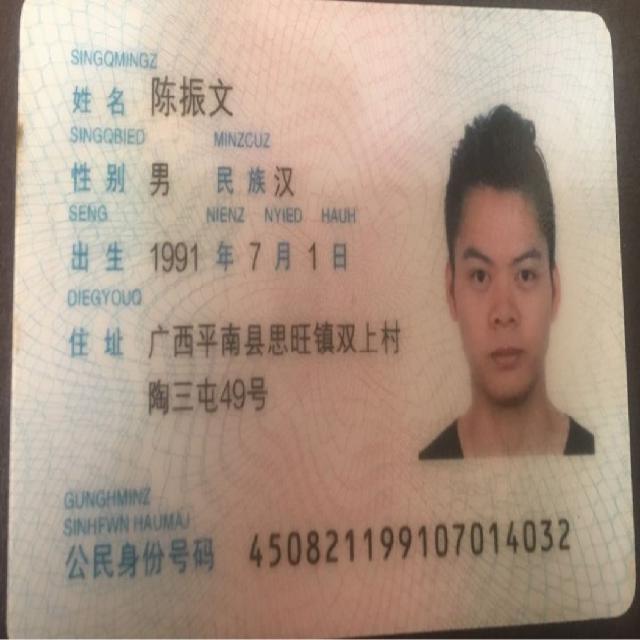 SINGQMINGZ
姓名 陈振文
SINGQBIED MINZCUZ
性别 男 民族 汉
SENG NIENZ NYIED HAUH
出生 1991 年 7 月 1 日
DIEGYOUQ
住址 广西平南县思旺镇双上村
陶三屯49号
GUNGHMINZ
SINHFWN HAUMAJ
公民身份号码 450821199107014032